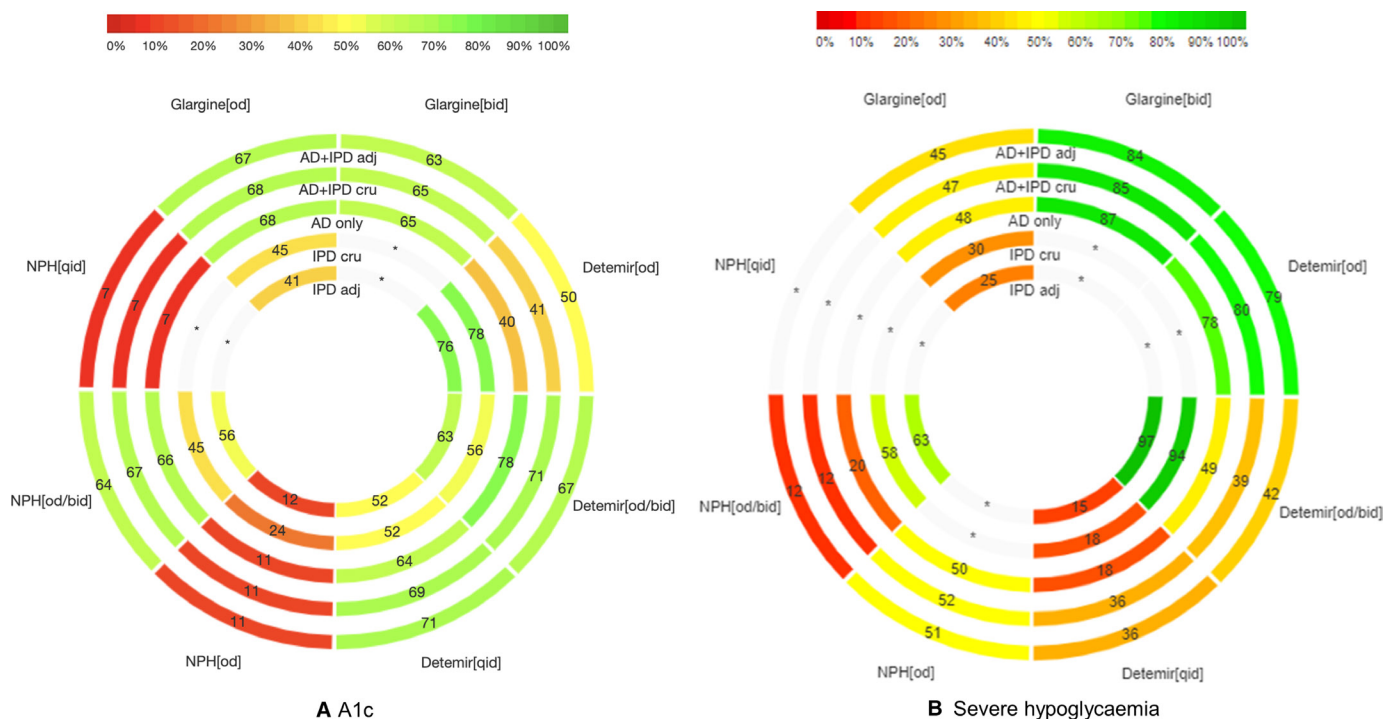 0% 10% 20% 30% 40% 50% 60% 70% 80% 90% 100%
Glargine[od] Glargine[bid]
67 AD+IPD adj 63
68 AD+IPD cru 65
68 AD only 65
45 IPD cru *
41 IPD adj *
NPH[qid] Detemir[od]
7 7 7 * * 76 78 40 41 50
64 67 66 45 56 63 56 78 71 67
NPH[od/bid] Detemir[od/bid]
12 52
24 52
11 64
11 69
11 71
NPH[od] Detemir[qid]
A A1c
0% 10% 20% 30% 40% 50% 60% 70% 80% 90% 100%
Glargine[od] Glargine[bid]
45 AD+IPD adj 84
47 AD+IPD cru 85
48 AD only 87
30 IPD cru *
25 IPD adj *
NPH[qid] Detemir[od]
* * * * * * * 78 80 79
12 12 20 58 63 97 94 49 39 42
NPH[od/bid] Detemir[od/bid]
* 15
* 18
50 18
52 36
51 36
NPH[od] Detemir[qid]
B Severe hypoglycaemia